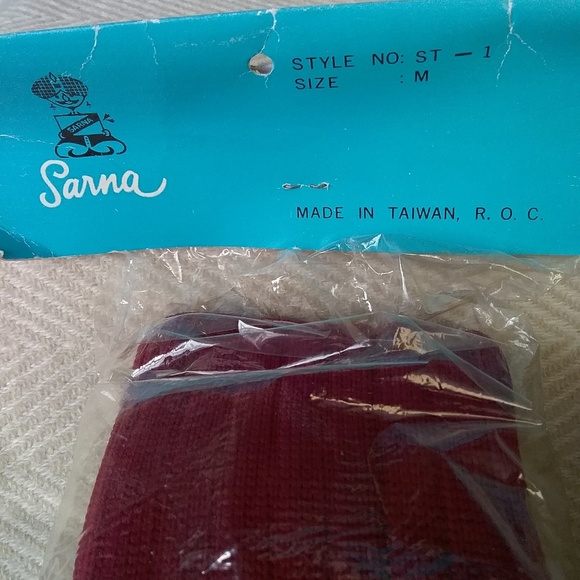 STYLE NO: ST - 1
SIZE : M
SARNA
Sarna
MADE IN TAIWAN, R. O. C.